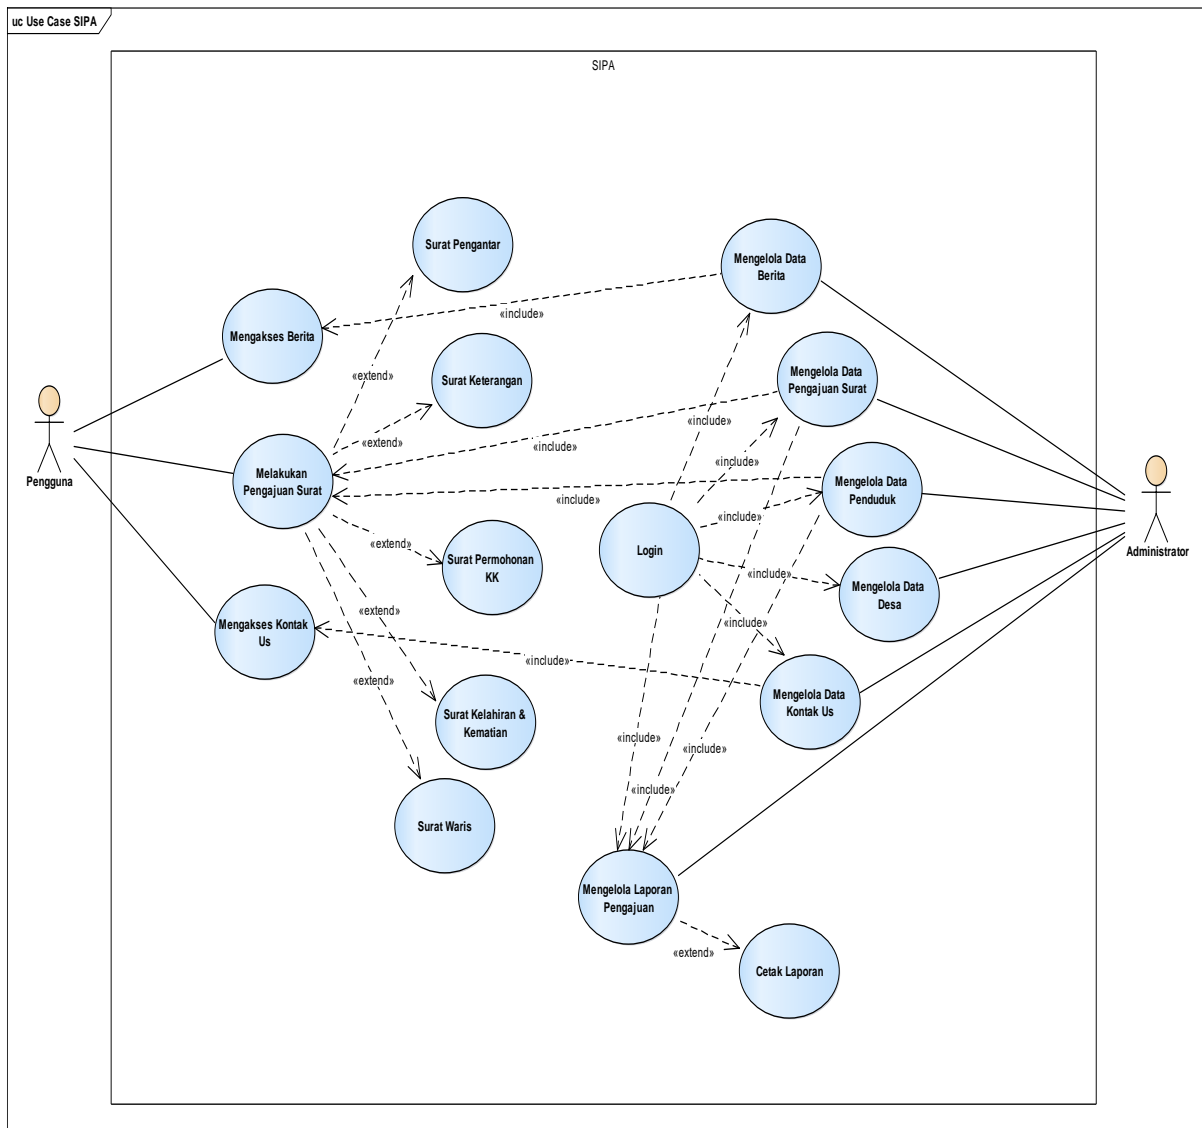 uc Use Case SIPA
SIPA
Surat Pengantar
Mengelola Data
Berita
«include»
Mengakses Berita
«extend»
Surat Keterangan
Mengelola Data
Pengajuan Surat
«include»
«extend»
«include»
«include»
Pengguna
Melakukan
Pengajuan Surat
Mengelola Data
Penduduk
«include»
«include»
Administrator
«extend»
Login
Surat Permohonan
KK
«include»
Mengelola Data
Desa
«extend»
Mengakses Kontak
Us
«include»
«include»
«extend»
Mengelola Data
Kontak Us
Surat Kelahiran &
Kematian
«include»
«include»
«include»
Surat Waris
Mengelola Laporan
Pengajuan
«extend»
Cetak Laporan